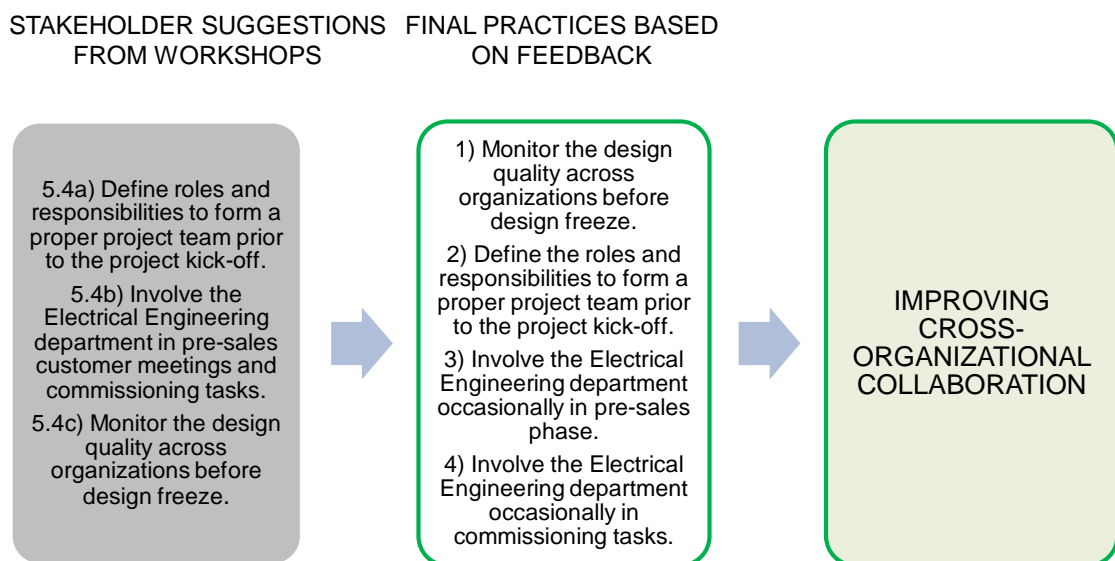 STAKEHOLDER SUGGESTIONS
FROM WORKSHOPS
FINAL PRACTICES BASED
ON FEEDBACK
5.4a) Define roles and
responsibilities to form a
proper project team prior
to the project kick-off.
5.4b) Involve the
Electrical Engineering
department in pre-sales
customer meetings and
commissioning tasks.
5.4c) Monitor the design
quality across
organizations before
design freeze.
1) Monitor the design
quality across
organizations before
design freeze.
2) Define the roles and
responsibilities to form a
proper project team prior
to the project kick-off.
3) Involve the Electrical
Engineering department
occasionally in pre-sales
phase.
4) Involve the Electrical
Engineering department
occasionally in
commissioning tasks.
IMPROVING
CROSS-
ORGANIZATIONAL
COLLABORATION